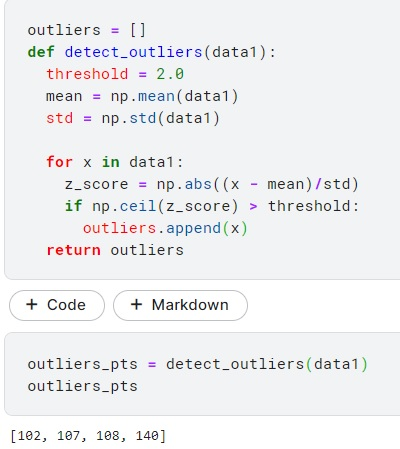 outliers = []
def detect_outliers(data1):
  threshold = 2.0
  mean = np.mean(data1)
  std = np.std(data1)

  for x in data1:
    z_score = np.abs((x - mean)/std)
    if np.ceil(z_score) > threshold:
      outliers.append(x)
  return outliers
+ Code + Markdown
outliers_pts = detect_outliers(data1)
outliers_pts
[102, 107, 108, 140]